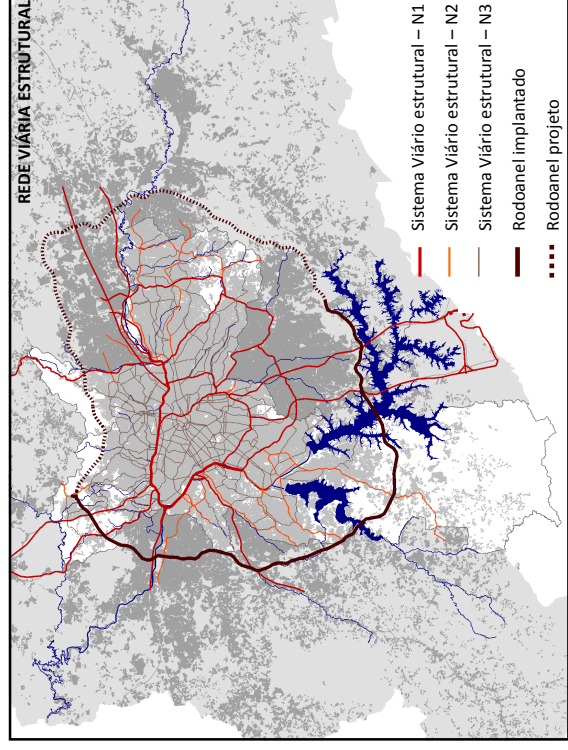 REDE VIÁRIA ESTRUTURAL
Sistema Viário estrutural – N1
Sistema Viário estrutural – N2
Sistema Viário estrutural – N3
Rodoanel implantado
Rodoanel projeto